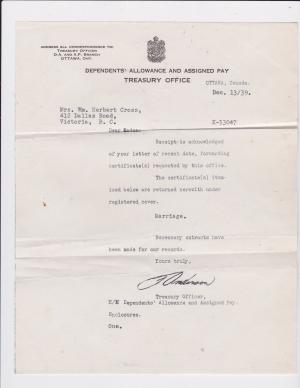 ADDRESS ALL CORRESPONDENCE TO:
TREASURY OFFICER
D.A. AND A.P. BRANCH
OTTAWA, ONT.
DEPENDENTS' ALLOWANCE AND ASSIGNED PAY
TREASURY OFFICE
OTTAWA, Canada.
Dec. 13/39.
Mrs. Wm. Herbert Cross,
412 Dallas Road,
Victoria, B. C.
K-13047
Dear Madam:
Receipt is acknowledged
of your letter of recent date, forwarding
certificate(s) requested by this office.
The certificate(s) item-
ized below are returned herewith under
registered cover.
Marriage.
Necessary extracts have
been made for our records.
Yours truly,
Anderson
Treasury Officer,
Dependents' Allowance and Assigned Pay.
Enclosures.
One.